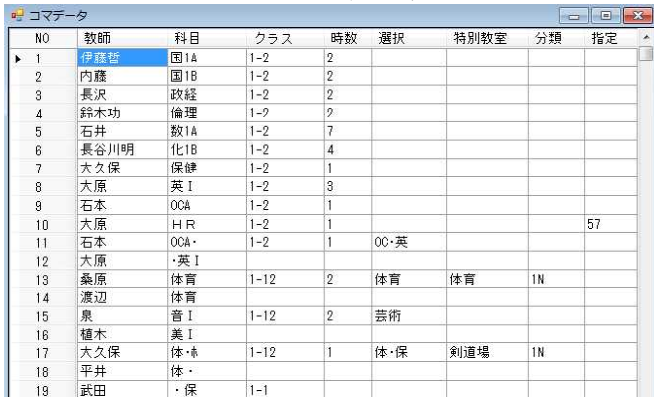 コマデータ
NO 教師 科目 クラス 時数 選択 特別教室 分類 指定
1 伊藤哲 国1A 1-2 2
2 内藤 国1B 1-2 2
3 長沢 政経 1-2 2
4 鈴木功 倫理 1-2 2
5 石井 数1A 1-2 7
6 長谷川明 化1B 1-2 4
7 大久保 保健 1-2 1
8 大原 英Ⅰ 1-2 3
9 石本 OCA 1-2 1
10 大原 ＨＲ 1-2 1 57
11 石本 OCA・ 1-2 1 OC・英
12 大原 ・英Ⅰ
13 桑原 体育 1-12 2 体育 体育 1N
14 渡辺 体育
15 泉 音Ⅰ 1-12 2 芸術
16 植木 美Ⅰ
17 大久保 体・ 1-12 1 体・保 剣道場 1N
18 平井 体・
19 武田 ・保 1-1